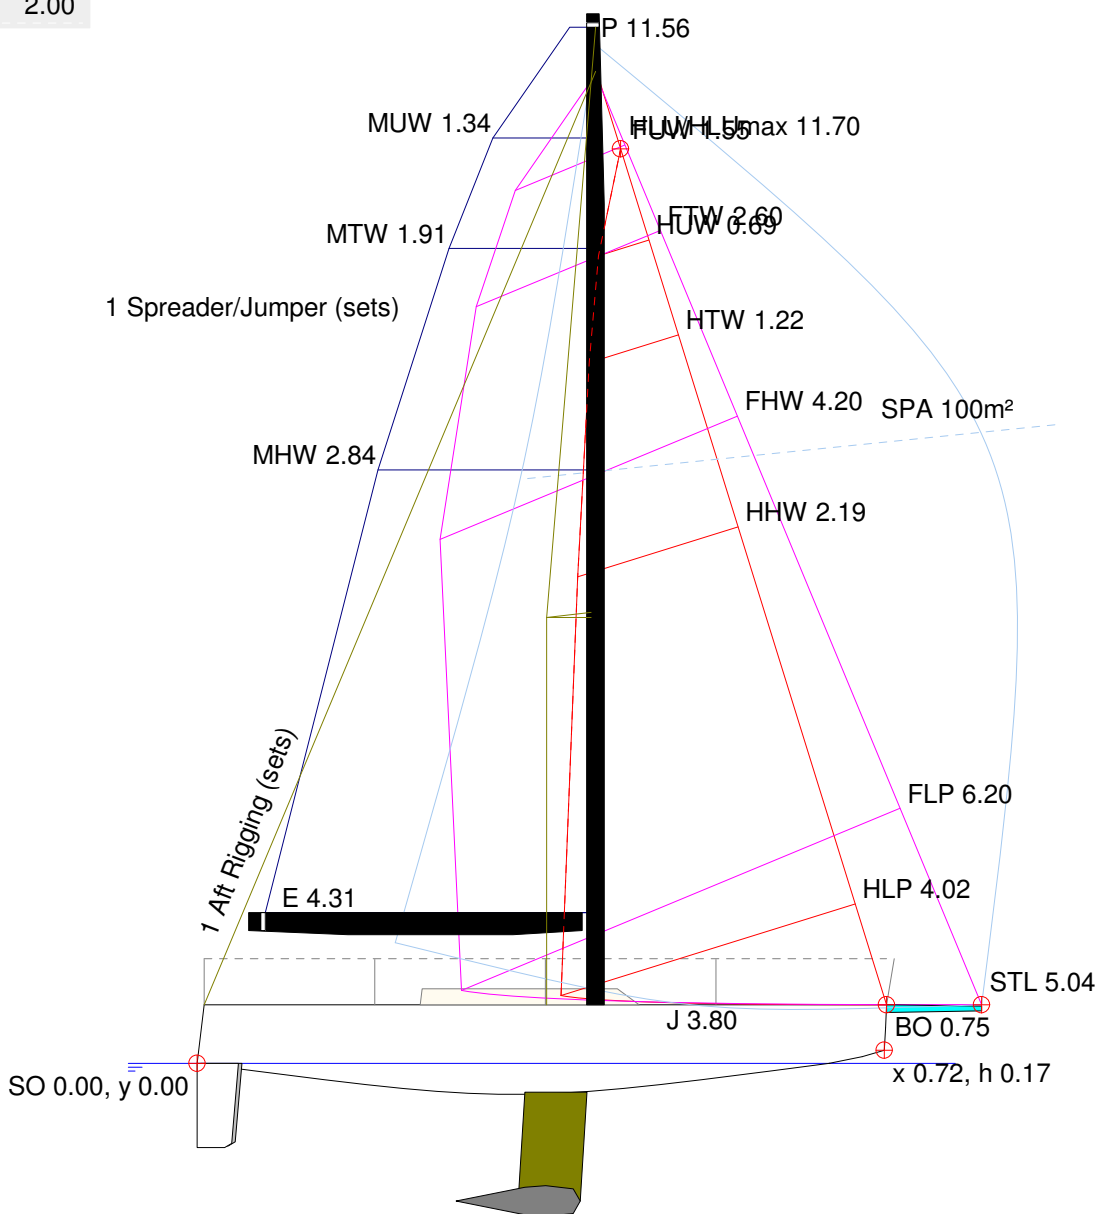 2.00
P 11.56
MUW 1.34
HLU/HLUmax 11.70
FUW 1.55
MTW 1.91
FTW 2.60
HUW 0.69
1 Spreader/Jumper (sets)
HTW 1.22
FHW 4.20
SPA 100m²
MHW 2.84
HHW 2.19
FLP 6.20
1 Aft Rigging (sets)
E 4.31
HLP 4.02
STL 5.04
J 3.80
BO 0.75
x 0.72, h 0.17
SO 0.00, y 0.00